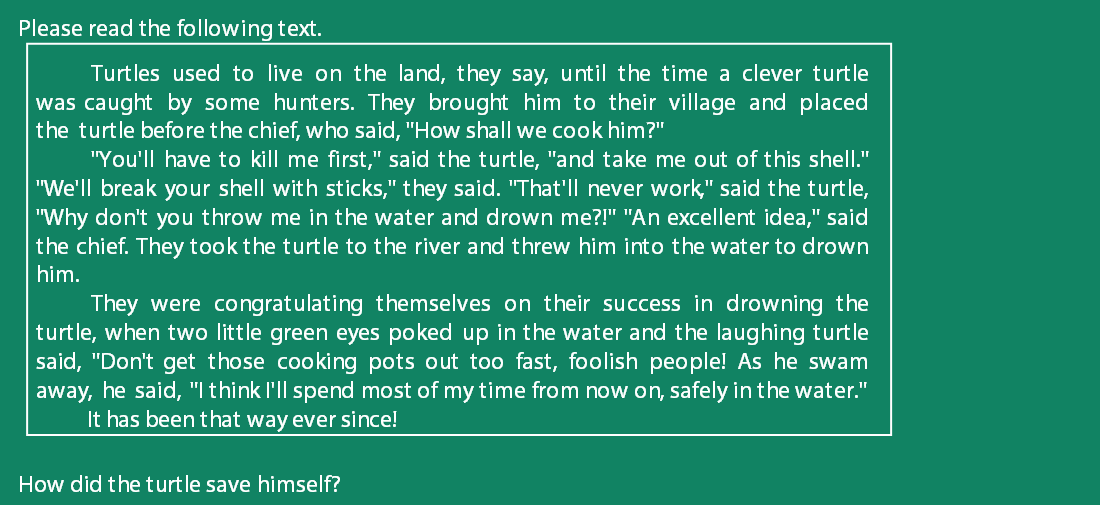 Please read the following text.
Turtles used to live on the land, they say, until the time a clever turtle
was caught by some hunters. They brought him to their village and placed
the turtle before the chief, who said, "How shall we cook him?"
"You'll have to kill me first," said the turtle, "and take me out of this shell."
"We'll break your shell with sticks," they said. "That'll never work," said the turtle,
"Why don't you throw me in the water and drown me?!" "An excellent idea," said
the chief. They took the turtle to the river and threw him into the water to drown
him.
They were congratulating themselves on their success in drowning the
turtle, when two little green eyes poked up in the water and the laughing turtle
said, "Don't get those cooking pots out too fast, foolish people! As he swam
away, he said, "I think I'll spend most of my time from now on, safely in the water."
It has been that way ever since!
How did the turtle save himself?